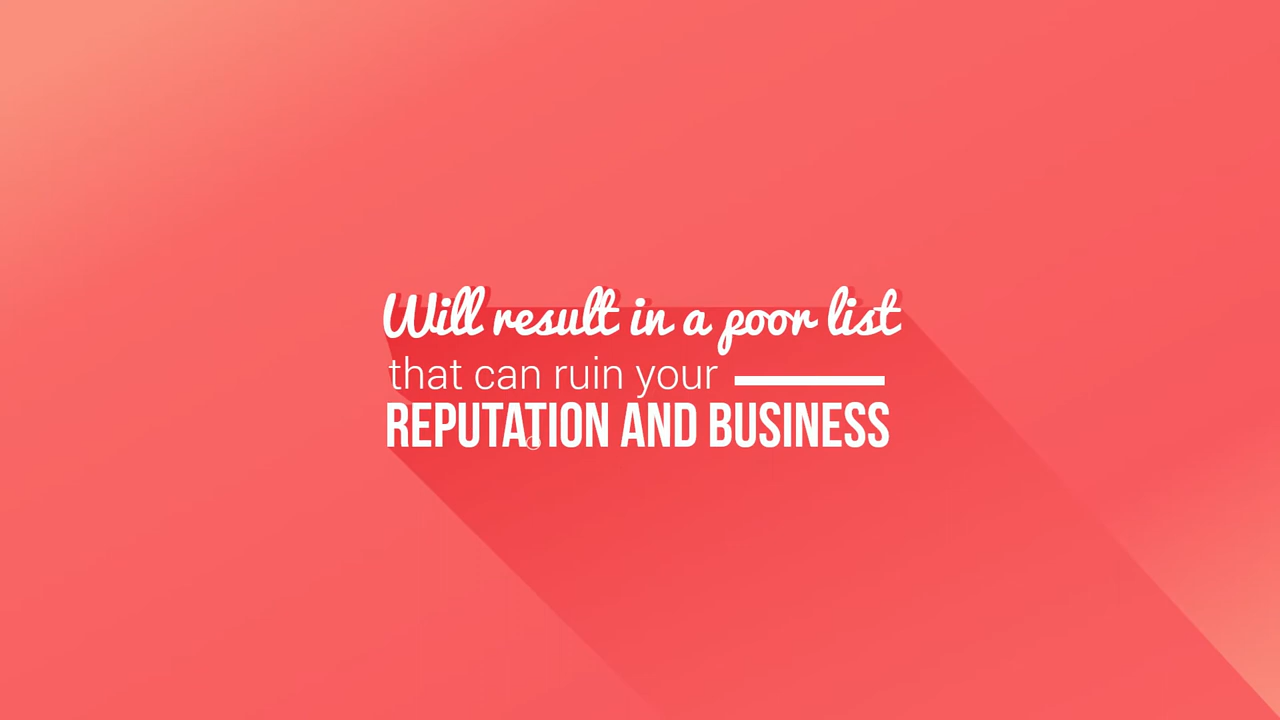 Will result in a poor list
that can ruin your
REPUTATION AND BUSINESS